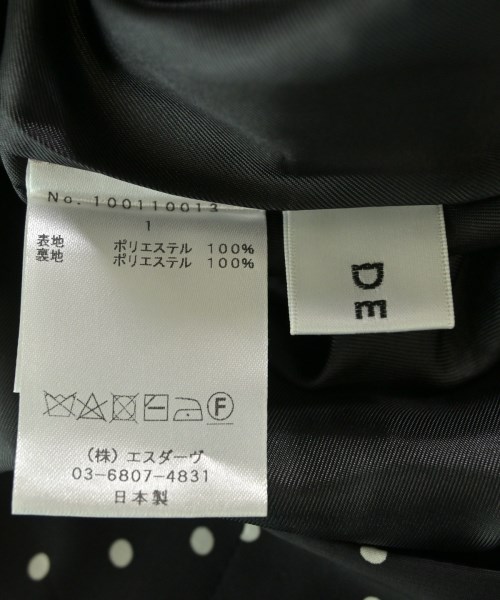 No. 100110013
1
表地 ポリエステル 100%
裏地 ポリエステル 100%
F
(株) エスダーヴ
03-6807-4831
日本製
DE